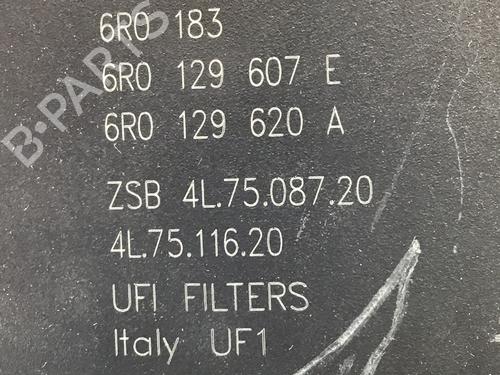 6R0 183
6R0 129 607 E
6R0 129 620 A
ZSB 4L.75.087.20
4L.75.116.20
UFI FILTERS
Italy UF1
B-PARTS